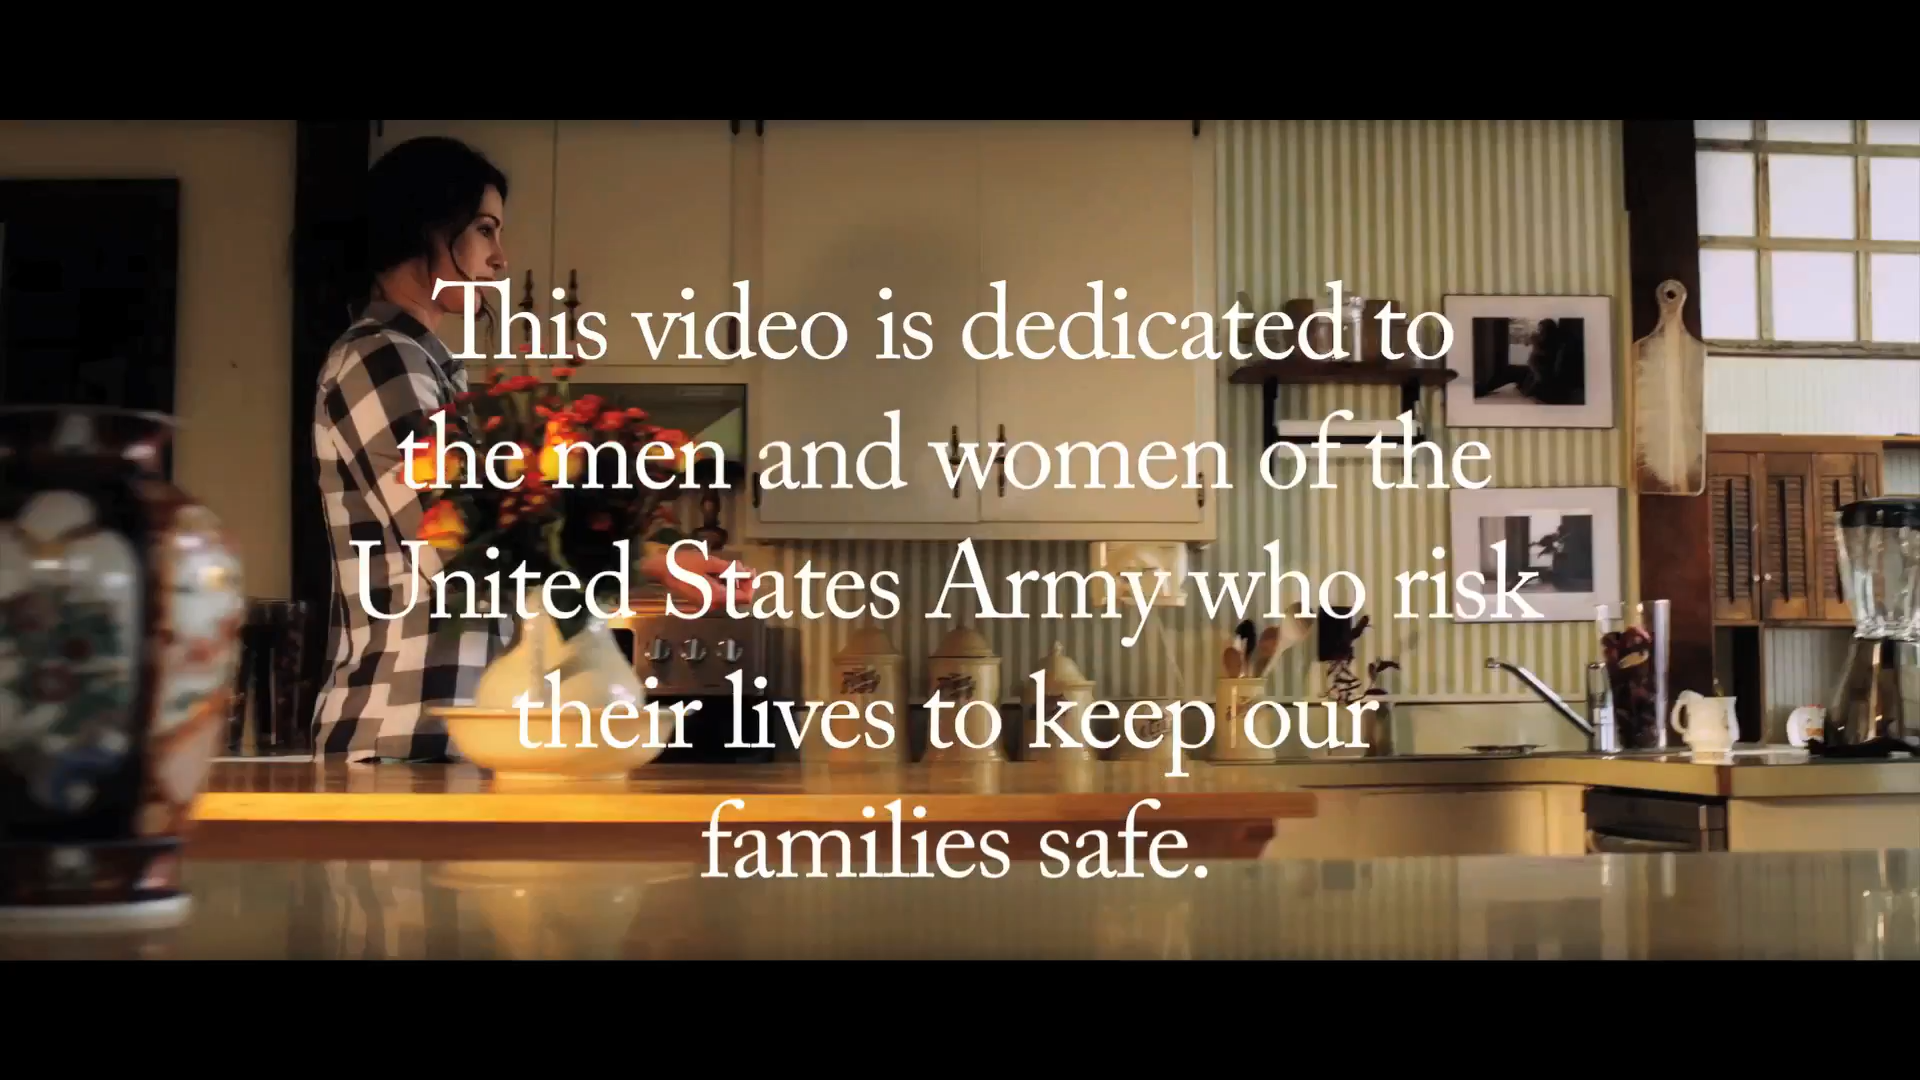 This video is dedicated to
the men and women of the
United States Army who risk
their lives to keep our
families safe.